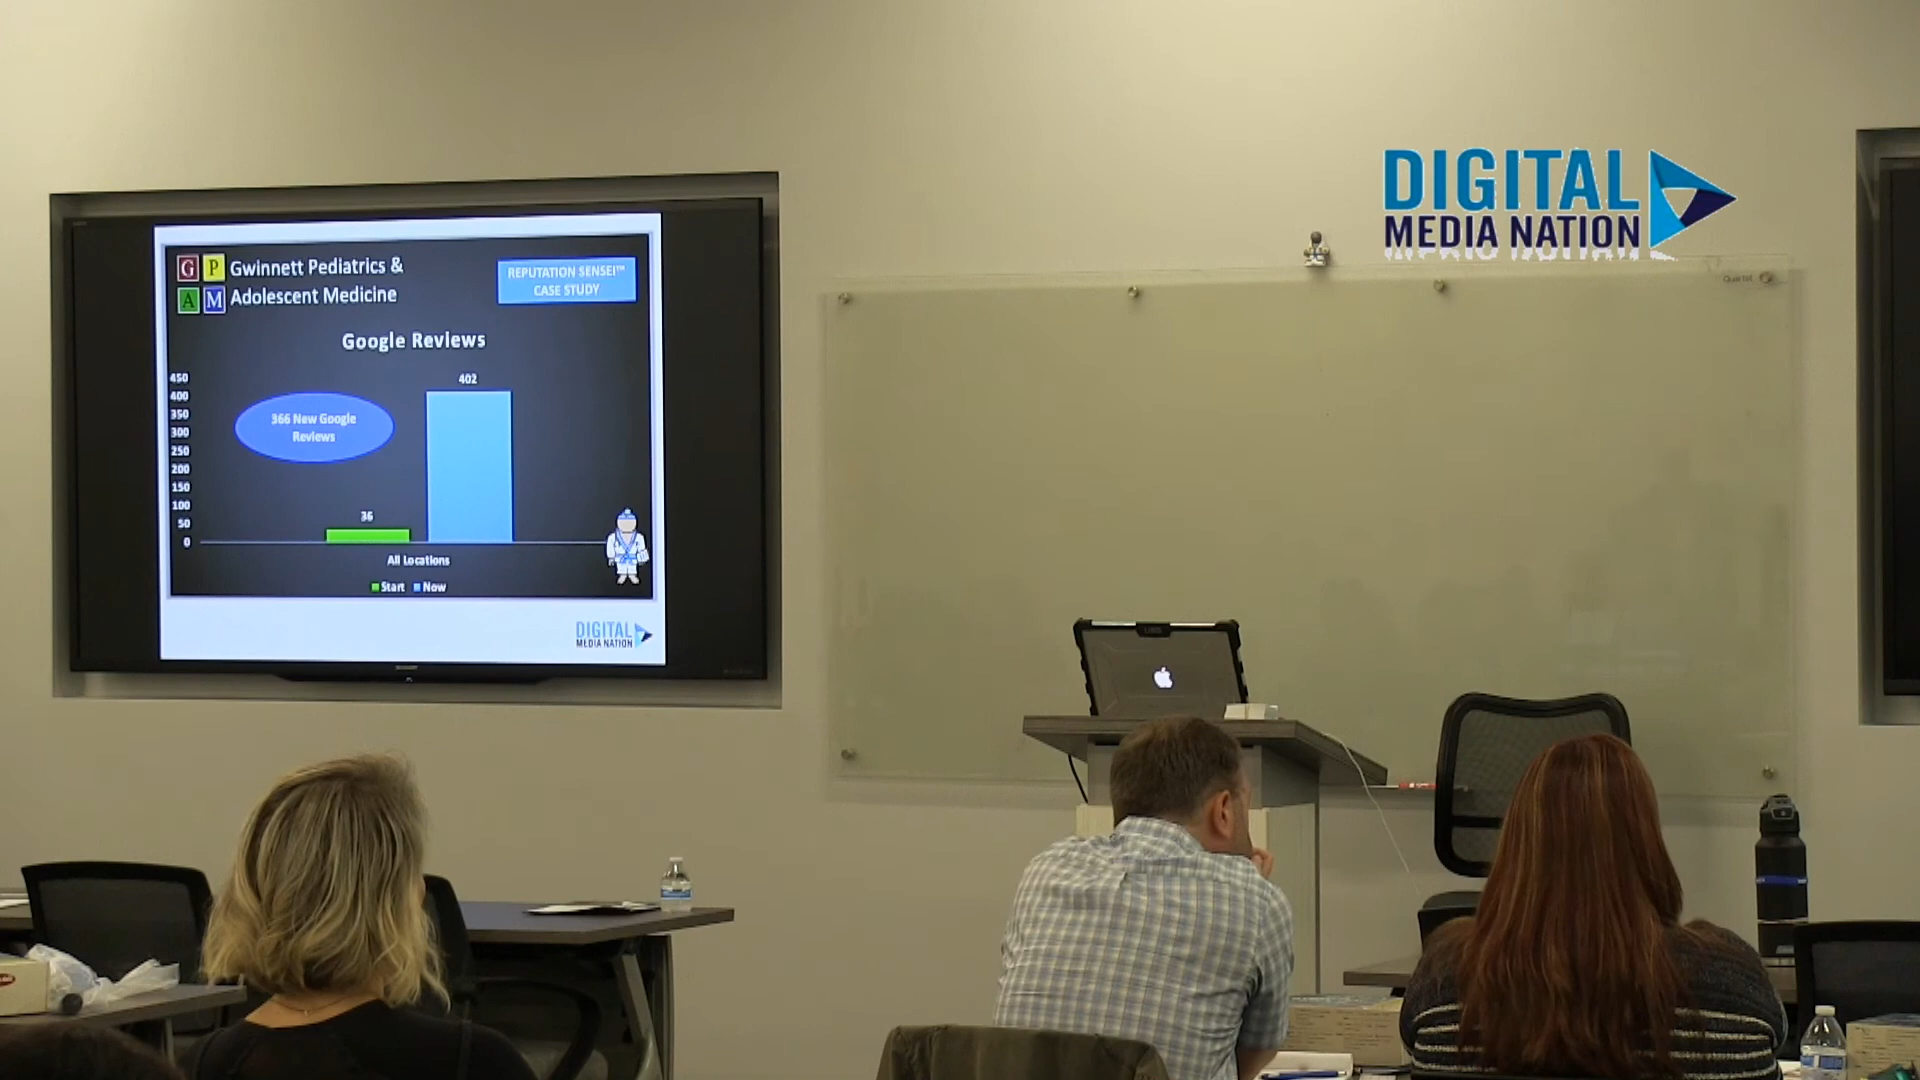 G P Gwinnett Pediatrics &
A M Adolescent Medicine
REPUTATION SENSEI™
CASE STUDY
Google Reviews
450
400
350
300
250
200
150
100
50
0
366 New Google
Reviews
36
402
All Locations
Start Now
DIGITAL
MEDIA NATION
DIGITAL
MEDIA NATION
Quartet